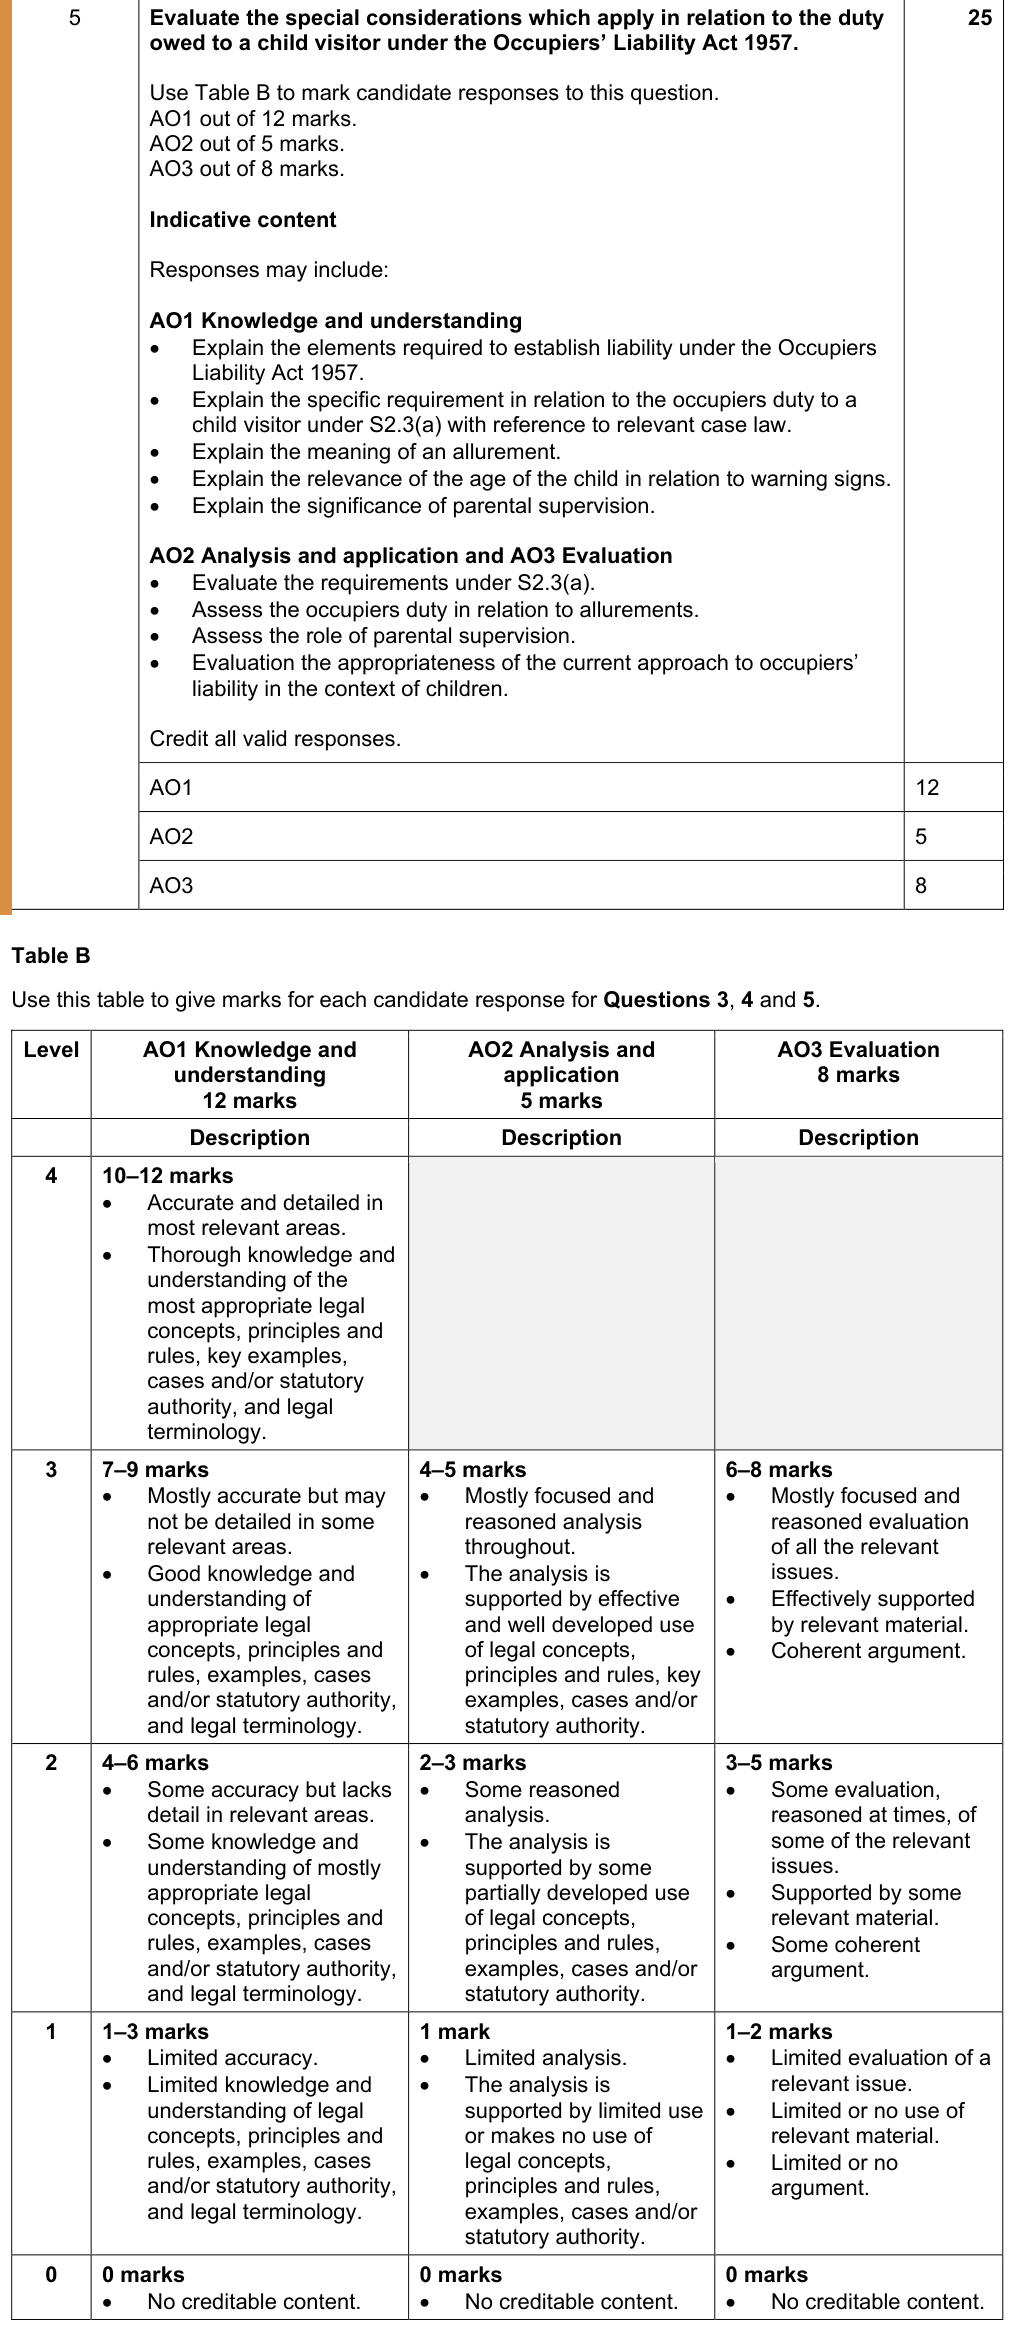 5
Evaluate the special considerations which apply in relation to the duty
owed to a child visitor under the Occupiers’ Liability Act 1957.
25
Use Table B to mark candidate responses to this question.
AO1 out of 12 marks.
AO2 out of 5 marks.
AO3 out of 8 marks.
Indicative content
Responses may include:
AO1 Knowledge and understanding
• Explain the elements required to establish liability under the Occupiers
Liability Act 1957.
• Explain the specific requirement in relation to the occupiers duty to a
child visitor under S2.3(a) with reference to relevant case law.
• Explain the meaning of an allurement.
• Explain the relevance of the age of the child in relation to warning signs.
• Explain the significance of parental supervision.
AO2 Analysis and application and AO3 Evaluation
• Evaluate the requirements under S2.3(a).
• Assess the occupiers duty in relation to allurements.
• Assess the role of parental supervision.
• Evaluation the appropriateness of the current approach to occupiers’
liability in the context of children.
Credit all valid responses.
AO1 12
AO2 5
AO3 8
Table B
Use this table to give marks for each candidate response for Questions 3, 4 and 5.
Level
AO1 Knowledge and
understanding
12 marks
AO2 Analysis and
application
5 marks
AO3 Evaluation
8 marks
Description
Description
Description
4
10–12 marks
• Accurate and detailed in
most relevant areas.
• Thorough knowledge and
understanding of the
most appropriate legal
concepts, principles and
rules, key examples,
cases and/or statutory
authority, and legal
terminology.
3
7–9 marks
• Mostly accurate but may
not be detailed in some
relevant areas.
• Good knowledge and
understanding of
appropriate legal
concepts, principles and
rules, examples, cases
and/or statutory authority,
and legal terminology.
4–5 marks
• Mostly focused and
reasoned analysis
throughout.
• The analysis is
supported by effective
and well developed use
of legal concepts,
principles and rules, key
examples, cases and/or
statutory authority.
6–8 marks
• Mostly focused and
reasoned evaluation
of all the relevant
issues.
• Effectively supported
by relevant material.
• Coherent argument.
2
4–6 marks
• Some accuracy but lacks
detail in relevant areas.
• Some knowledge and
understanding of mostly
appropriate legal
concepts, principles and
rules, examples, cases
and/or statutory authority,
and legal terminology.
2–3 marks
• Some reasoned
analysis.
• The analysis is
supported by some
partially developed use
of legal concepts,
principles and rules,
examples, cases and/or
statutory authority.
3–5 marks
• Some evaluation,
reasoned at times, of
some of the relevant
issues.
• Supported by some
relevant material.
• Some coherent
argument.
1
1–3 marks
• Limited accuracy.
• Limited knowledge and
understanding of legal
concepts, principles and
rules, examples, cases
and/or statutory authority,
and legal terminology.
1 mark
• Limited analysis.
• The analysis is
supported by limited use
or makes no use of
legal concepts,
principles and rules,
examples, cases and/or
statutory authority.
1–2 marks
• Limited evaluation of a
relevant issue.
• Limited or no use of
relevant material.
• Limited or no
argument.
0
0 marks
• No creditable content.
0 marks
• No creditable content.
0 marks
• No creditable content.